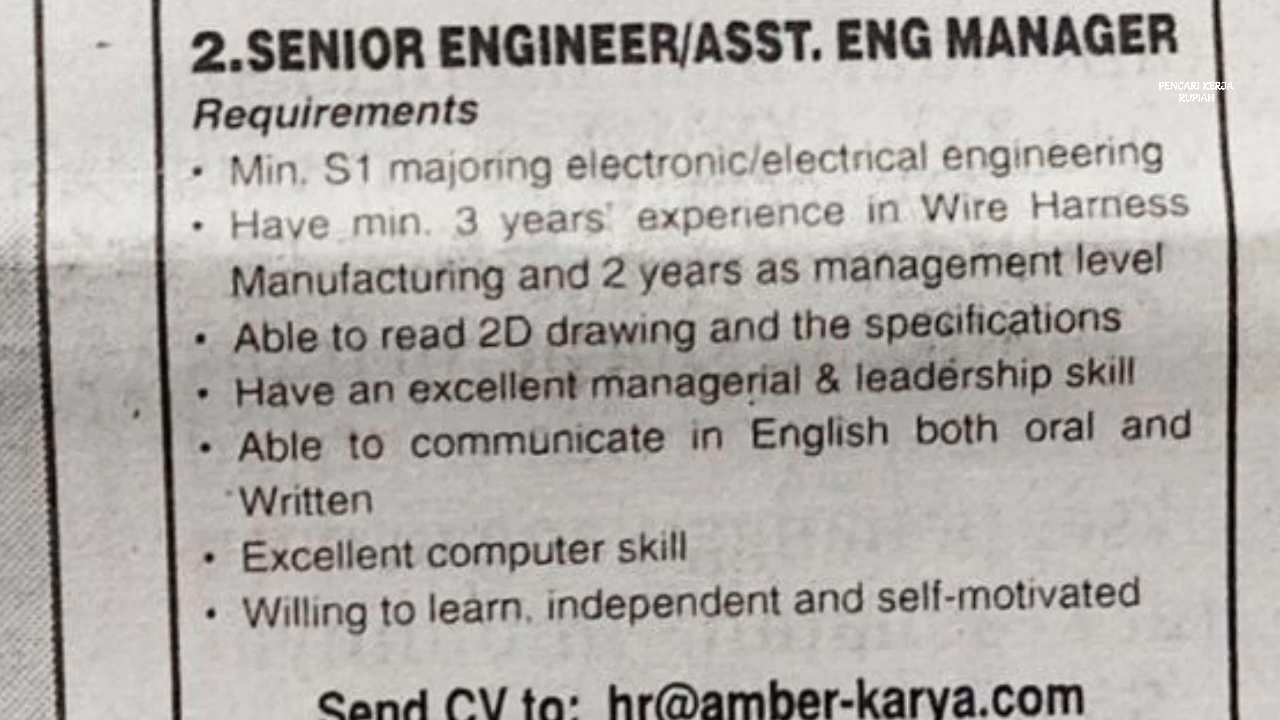 2.SENIOR ENGINEER/ASST. ENG MANAGER
PENCARI KERJA
RUPIAH
Requirements
• Min. S1 majoring electronic/electrical engineering
• Have min. 3 years' experience in Wire Harness
Manufacturing and 2 years as management level
• Able to read 2D drawing and the specifications
• Have an excellent managerial & leadership skill
• Able to communicate in English both oral and
Written
• Excellent computer skill
• Willing to learn, independent and self-motivated
Send CV to: hr@amber-karya.com